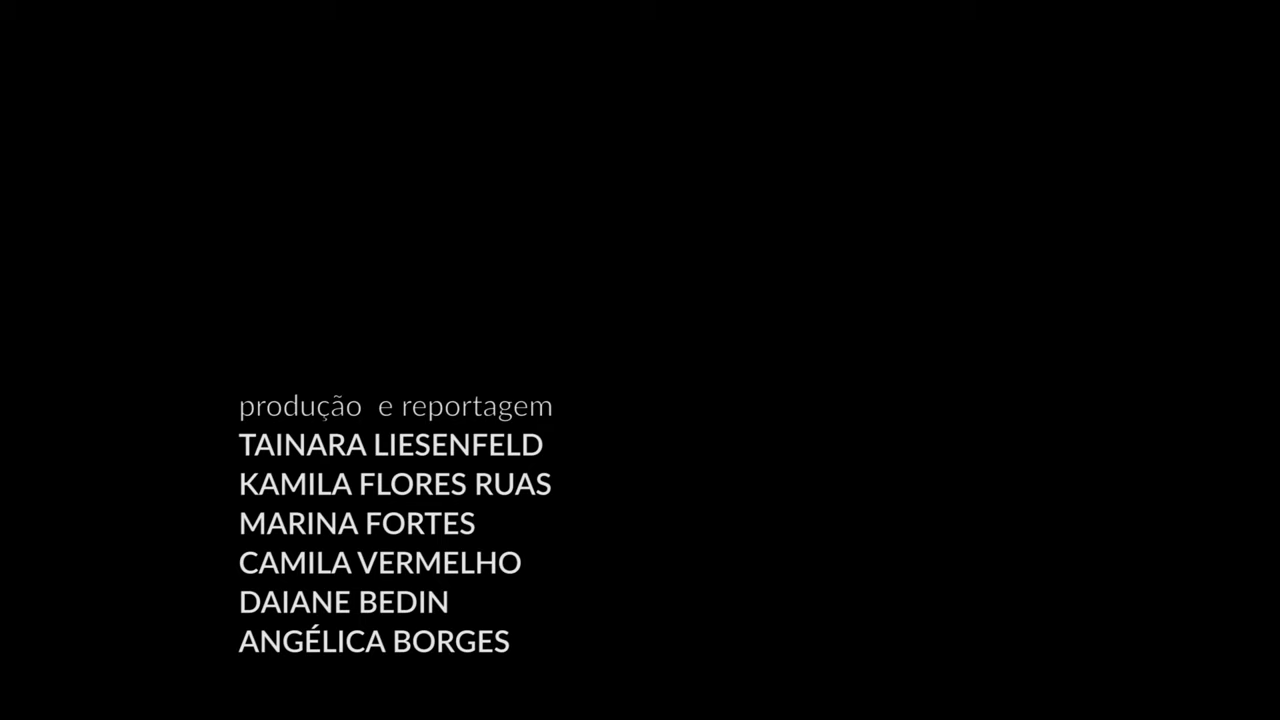 produção e reportagem
TAINARA LIESENFELD
KAMILA FLORES RUAS
MARINA FORTES
CAMILA VERMELHO
DAIANE BEDIN
ANGÉLICA BORGES